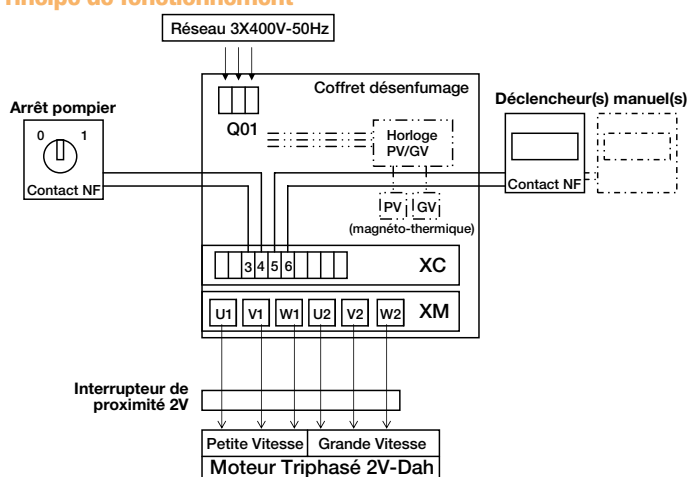 Réseau 3X400V-50Hz
Coffret désenfumage
Arrêt pompier
0 1
Contact NF
Q01
Horloge
PV/GV
PV GV
(magnéto-thermique)
Déclencheur(s) manuel(s)
Contact NF
3 4 5 6
XC
U1 V1 W1 U2 V2 W2
XM
Interrupteur de
proximité 2V
Petite Vitesse Grande Vitesse
Moteur Triphasé 2V-Dah